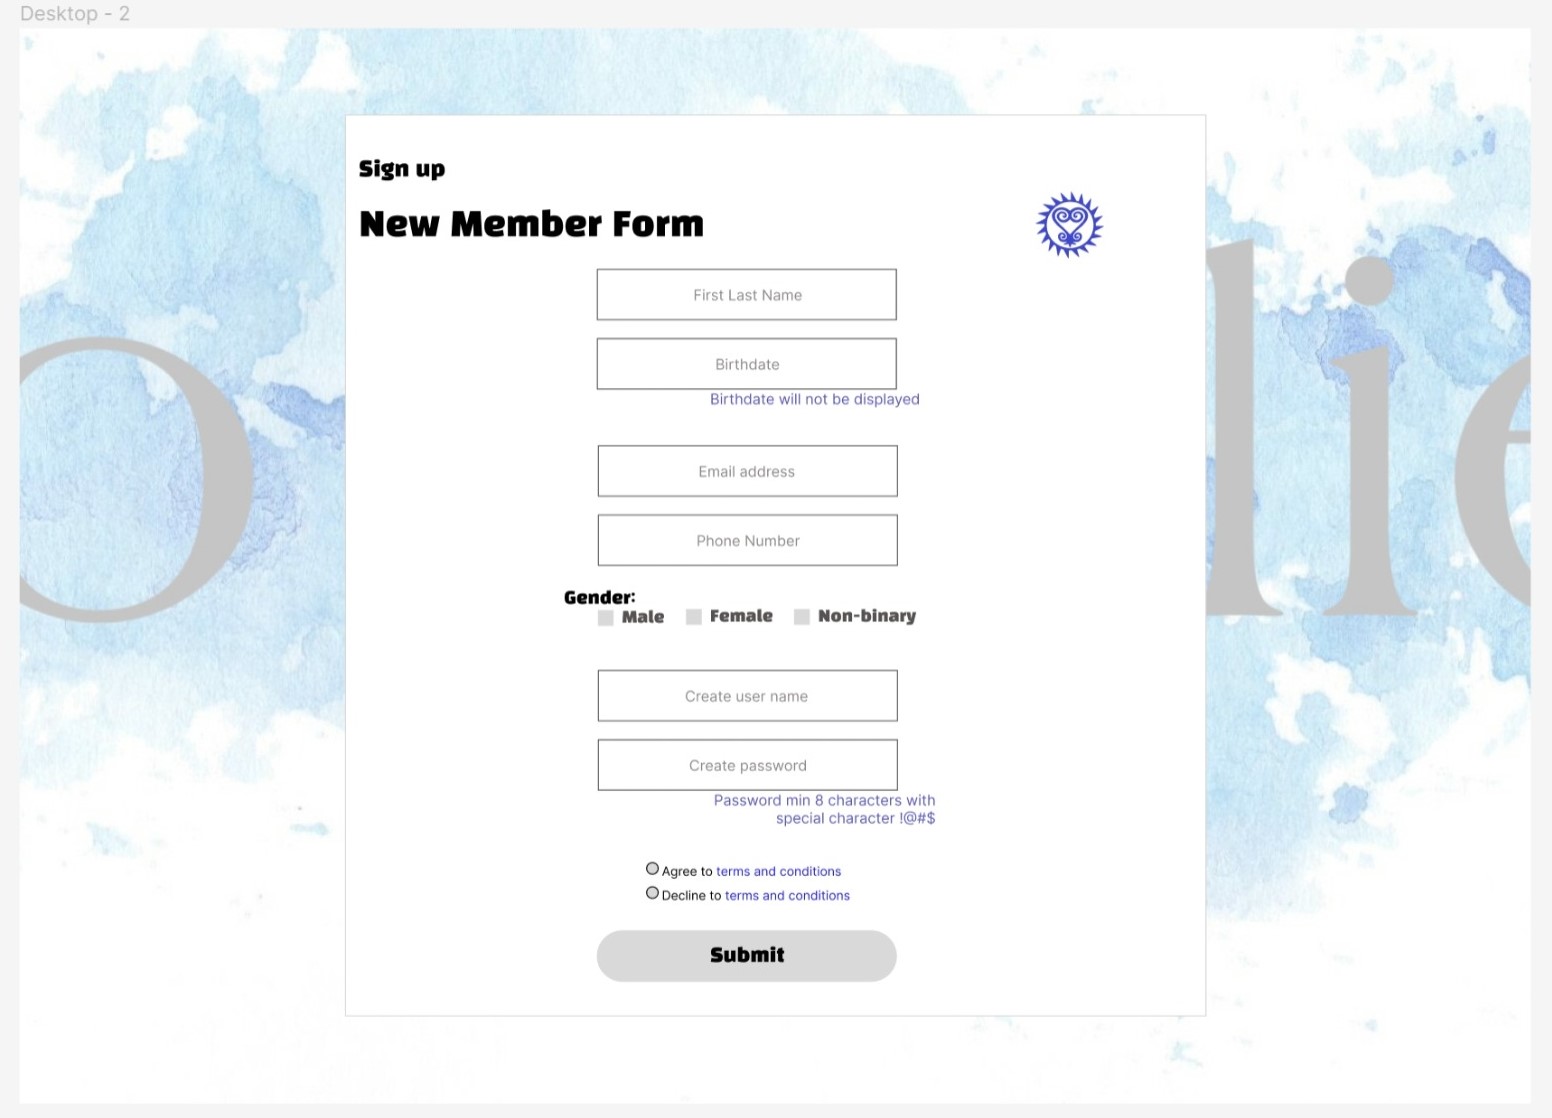 Desktop - 2
Sign up
New Member Form
First Last Name
Birthdate
Birthdate will not be displayed
o lie
Email address
Phone Number
Gender:
Male Female Non-binary
Create user name
Create password
Password min 8 characters with
special character !@#$
Agree to terms and conditions
Decline to terms and conditions
Submit